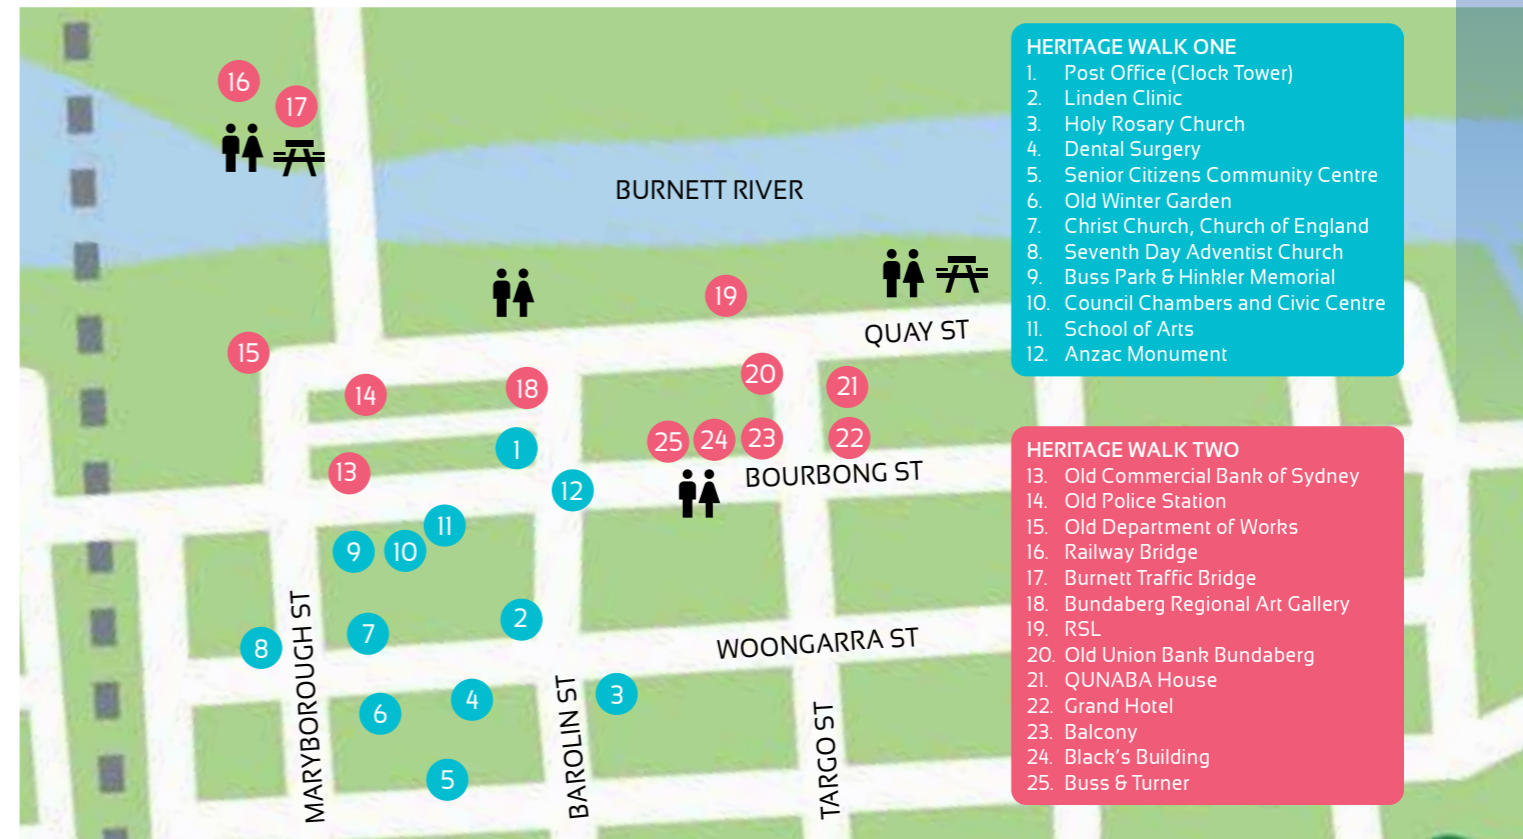 16
17
BURNETT RIVER
19
QUAY ST
15
14
18
20
21
1
13
25
24
23
22
BOURBONG ST
12
11
9
10
2
7
8
WOONGARRA ST
MARYBOROUGH ST
6
4
3
5
BAROLIN ST
TARGO ST
HERITAGE WALK ONE
1. Post Office (Clock Tower)
2. Linden Clinic
3. Holy Rosary Church
4. Dental Surgery
5. Senior Citizens Community Centre
6. Old Winter Garden
7. Christ Church, Church of England
8. Seventh Day Adventist Church
9. Buss Park & Hinkler Memorial
10. Council Chambers and Civic Centre
11. School of Arts
12. Anzac Monument
HERITAGE WALK TWO
13. Old Commercial Bank of Sydney
14. Old Police Station
15. Old Department of Works
16. Railway Bridge
17. Burnett Traffic Bridge
18. Bundaberg Regional Art Gallery
19. RSL
20. Old Union Bank Bundaberg
21. QUNABA House
22. Grand Hotel
23. Balcony
24. Black's Building
25. Buss & Turner